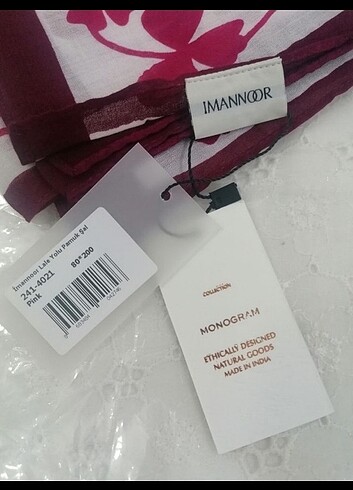 IMANNOOR
İmannoor Lale Yolu Pamuk Şal
241-4021 80*200
Pink
COLLECTION
MONOGRAM
ETHICALLY DESIGNED
NATURAL GOODS
MADE IN INDIA